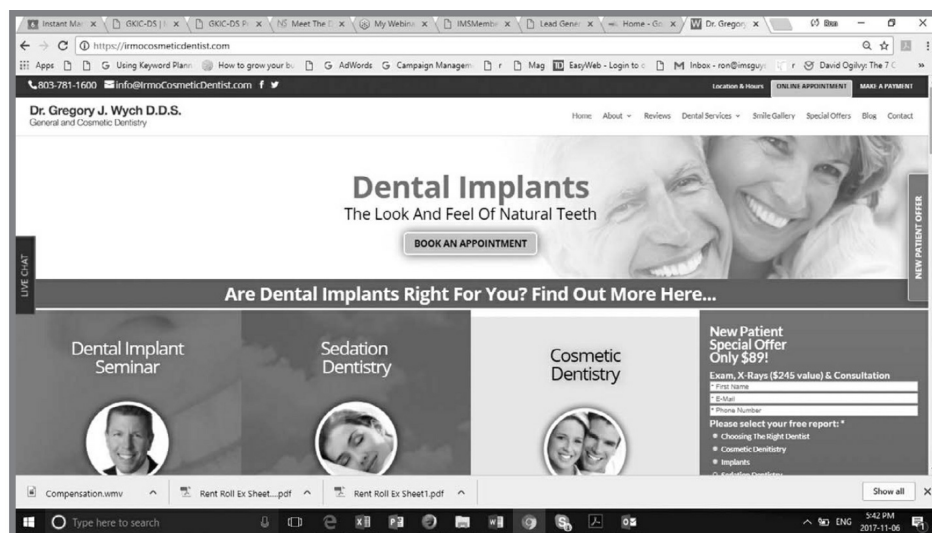 Instant Mar
GKIC-DS | I
GKIC-DS Pr
Meet The D
My Webina
IMSMembe
Lead Gener
Home - Go
Dr. Gregory
https://irmocosmeticdentist.com
Apps
Using Keyword Plann
How to grow your bu
AdWords
Campaign Managem
r
Mag
EasyWeb - Login to
Inbox - ron@imsguy
r
David Ogilvy: The 7 C
803-781-1600 info@IrmoCosmeticDentist.com
Location & Hours ONLINE APPOINTMENT MAKE A PAYMENT
Dr. Gregory J. Wych D.D.S.
General and Cosmetic Dentistry
Home About Reviews Dental Services Smile Gallery Special Offers Blog Contact
Dental Implants
The Look And Feel Of Natural Teeth
BOOK AN APPOINTMENT
NEW PATIENT OFFER
LIVE CHAT
Are Dental Implants Right For You? Find Out More Here...
Dental Implant
Seminar
Sedation
Dentistry
Cosmetic
Dentistry
New Patient
Special Offer
Only $89!
Exam, X-Rays ($245 value) & Consultation
* First Name
* E-Mail
* Phone Number
Please select your free report: *
Choosing The Right Dentist
Cosmetic Dentistry
Implants
Sedation Dentistry
Compensation.wmv
Rent Roll Ex Sheet....pdf
Rent Roll Ex Sheet1.pdf
Show all
Type here to search
ENG
5:42 PM
2017-11-06